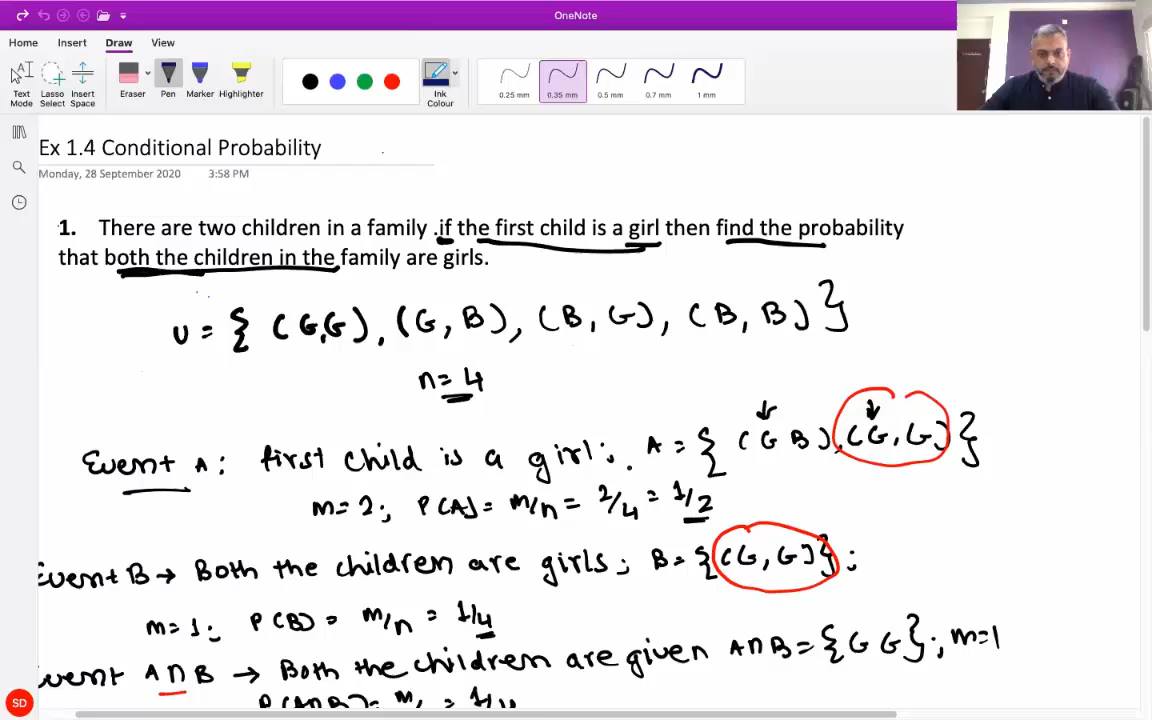 OneNote
Home Insert Draw View
Text Mode Lasso Select Insert Space Eraser Pen Marker Highlighter Ink Colour 0.25 mm 0.35 mm 0.5 mm 0.7 mm 1 mm
Ex 1.4 Conditional Probability
Monday, 28 September 2020 3:58 PM
1. There are two children in a family .if the first child is a girl then find the probability
that both the children in the family are girls.
U = { (G,G), (G, B), (B, G), (B, B) }
n = 4
Event A: first child is a girl; A = { (G B), (G, G) }
m = 2; P(A) = m/n = 2/4 = 1/2
Event B → Both the children are girls; B = { (G, G) };
m = 1; P(B) = m/n = 1/4
vent A∩B → Both the children are given A∩B = { G G }; m=1
P(A∩B) = m/ = 1/4
SD